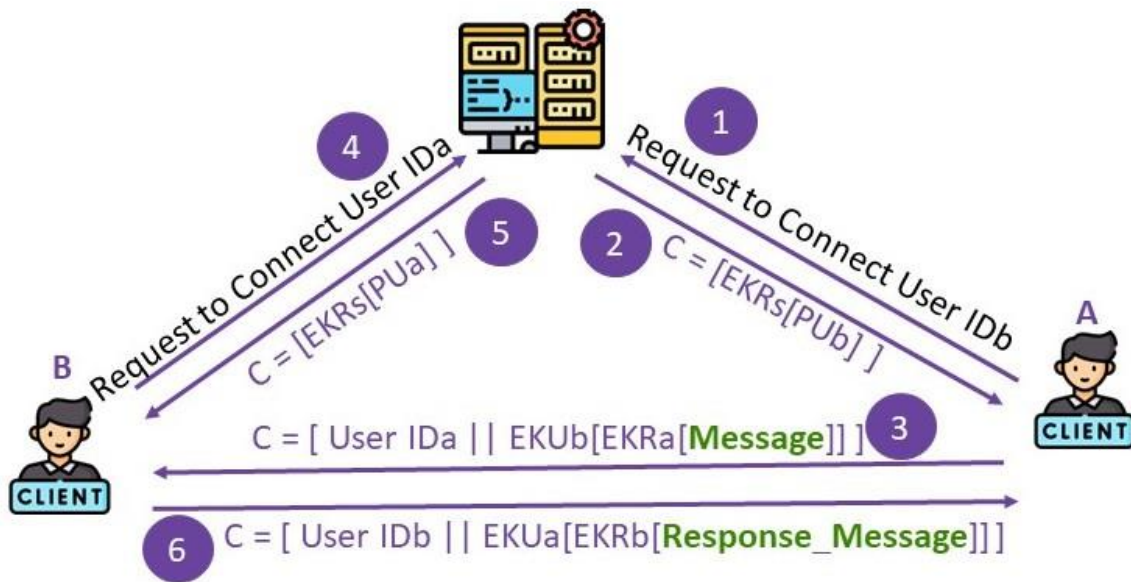 1
Request to Connect User IDb
2
C = [EKRs[PUb] ]
A
CLIENT
3
C = [ User IDa || EKUb[EKRa[Message]] ]
4
Request to Connect User IDa
5
C = [EKRs[PUa] ]
B
CLIENT
6
C = [ User IDb || EKUa[EKRb[Response_Message]] ]